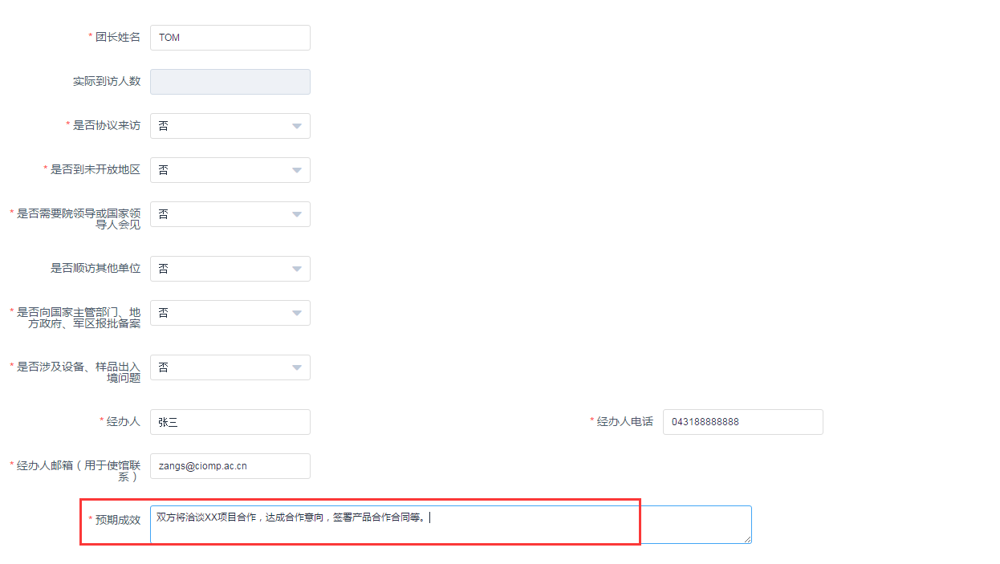 * 团长姓名 TOM
实际到访人数
* 是否协议来访 否
* 是否到未开放地区 否
* 是否需要院领导或国家领 否
导人会见
是否顺访其他单位 否
* 是否向国家主管部门、地 否
方政府、军区报批备案
* 是否涉及设备、样品出入 否
境问题
* 经办人 张三 * 经办人电话 043188888888
* 经办人邮箱（用于使馆联 zangs@ciomp.ac.cn
系）
* 预期成效 双方将洽谈XX项目合作，达成合作意向，签署产品合作合同等。